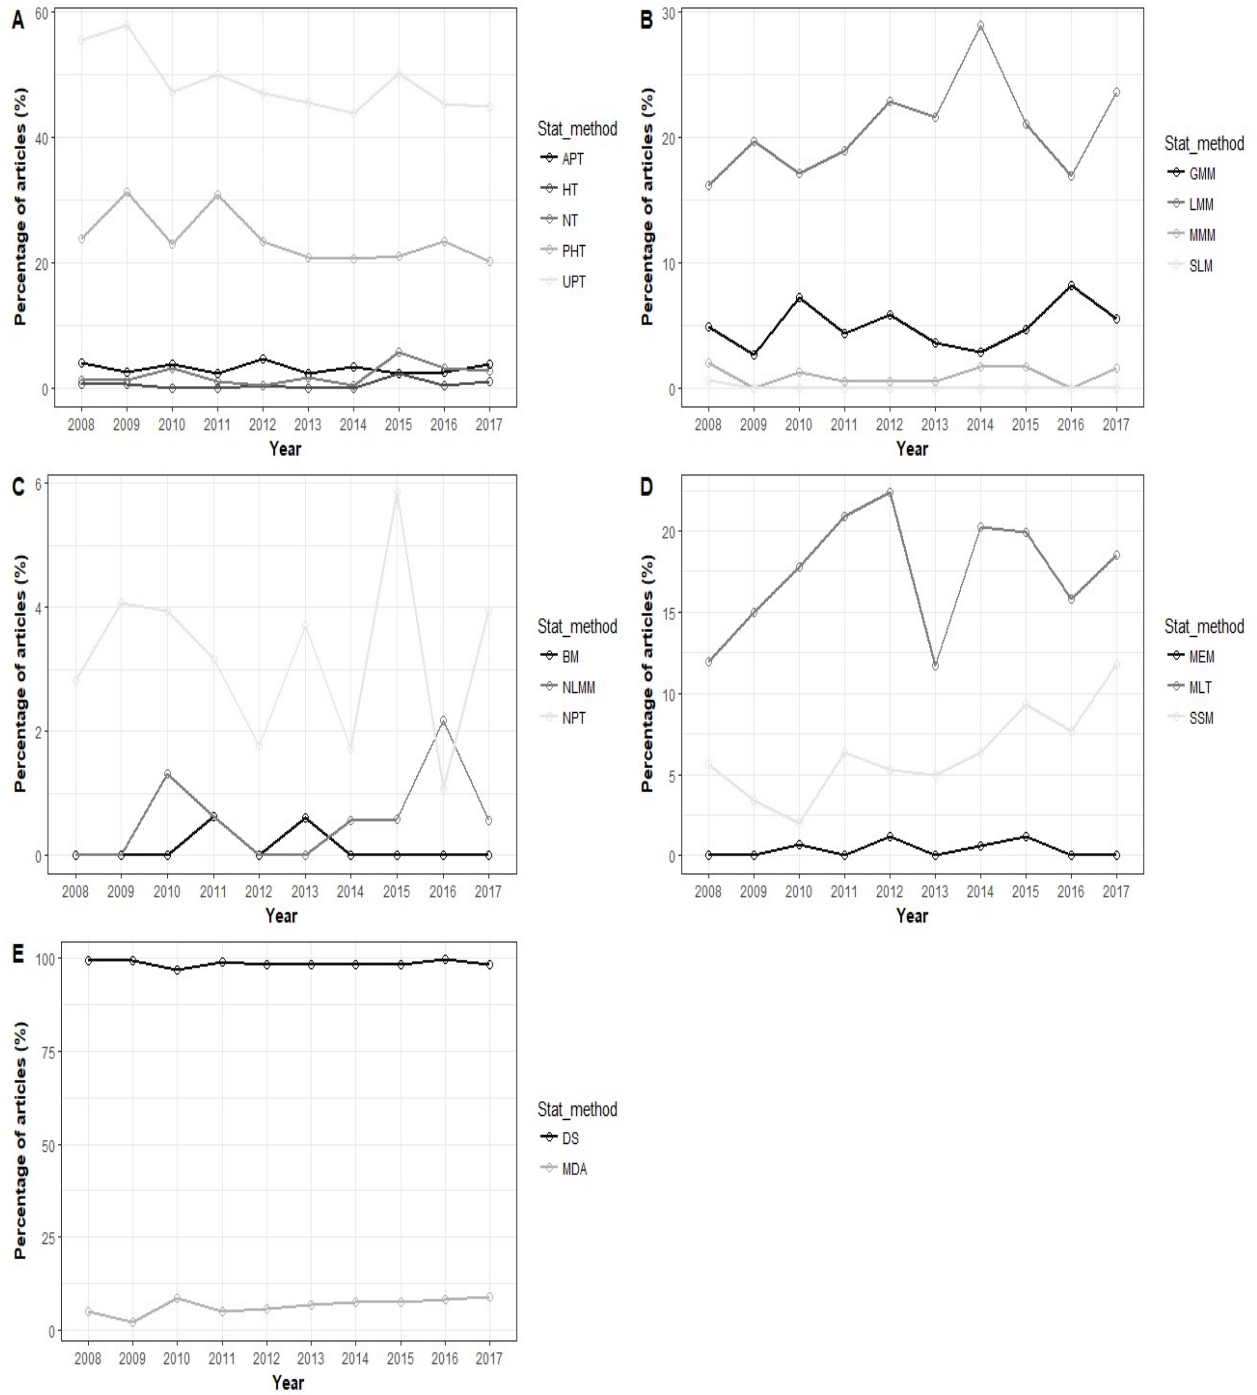 A
Percentage of articles (%)
60
40
20
0
2008 2009 2010 2011 2012 2013 2014 2015 2016 2017
Year
Stat_method
APT
HT
NT
PHT
UPT
B
Percentage of articles (%)
30
20
10
0
2008 2009 2010 2011 2012 2013 2014 2015 2016 2017
Year
Stat_method
GMM
LMM
MMM
SLM
C
Percentage of articles (%)
6
4
2
0
2008 2009 2010 2011 2012 2013 2014 2015 2016 2017
Year
Stat_method
BM
NLMM
NPT
D
Percentage of articles (%)
20
15
10
5
0
2008 2009 2010 2011 2012 2013 2014 2015 2016 2017
Year
Stat_method
MEM
MLT
SSM
E
Percentage of articles (%)
100
75
50
25
0
2008 2009 2010 2011 2012 2013 2014 2015 2016 2017
Year
Stat_method
DS
MDA